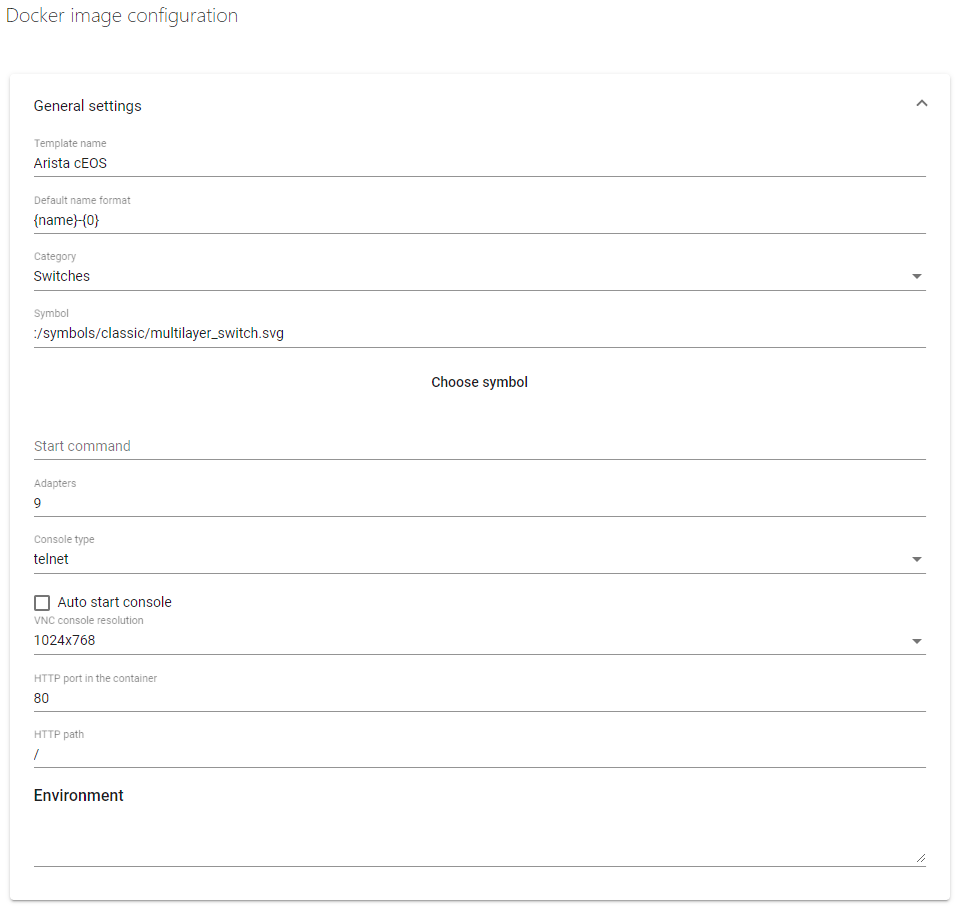 Docker image configuration
General settings
Template name
Arista cEOS
Default name format
{name}-{0}
Category
Switches
Symbol
:/symbols/classic/multilayer_switch.svg
Choose symbol
Start command
Adapters
9
Console type
telnet
Auto start console
VNC console resolution
1024x768
HTTP port in the container
80
HTTP path
/
Environment